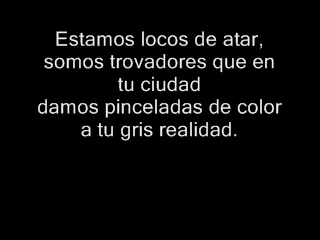 Estamos locos de atar,
somos trovadores que en
tu ciudad
damos pinceladas de color
a tu gris realidad.